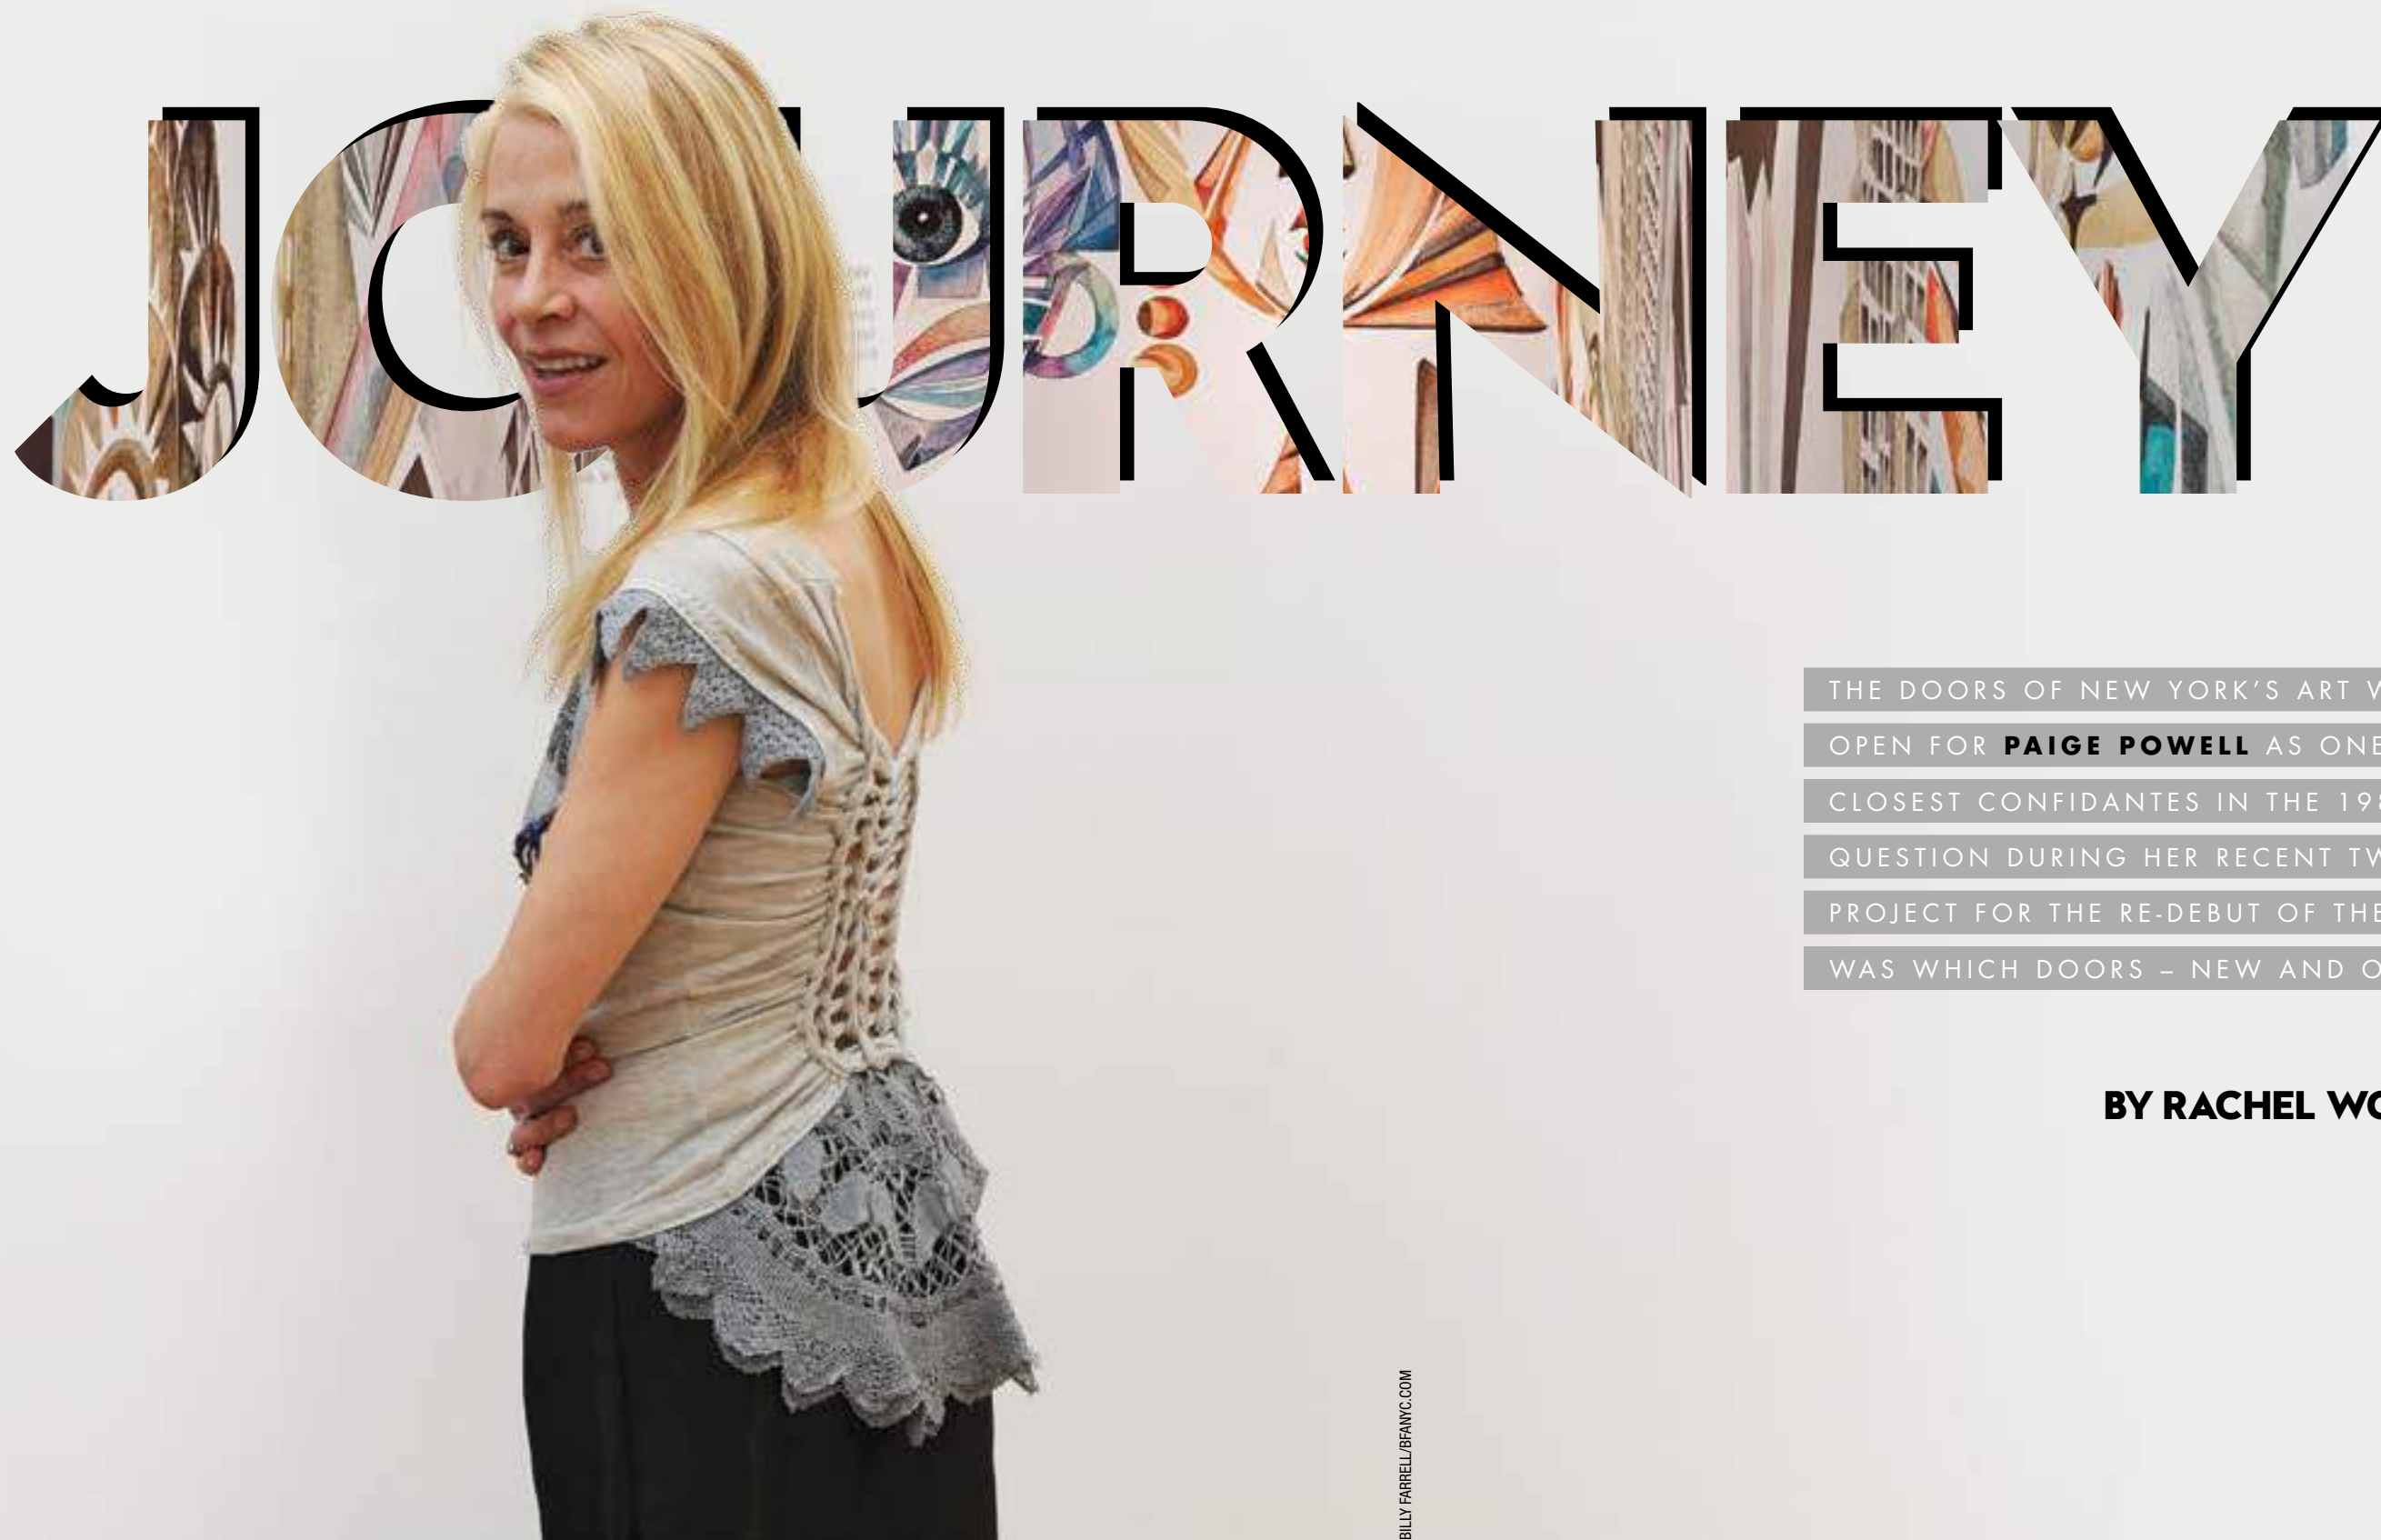 JOURNEY
THE DOORS OF NEW YORK'S ART
OPEN FOR PAIGE POWELL AS ONE
CLOSEST CONFIDANTES IN THE
QUESTION DURING HER RECENT
PROJECT FOR THE RE-DEBUT OF THE
WAS WHICH DOORS – NEW AND
BY RACHEL
BILLY FARRELL/BFANYC.COM